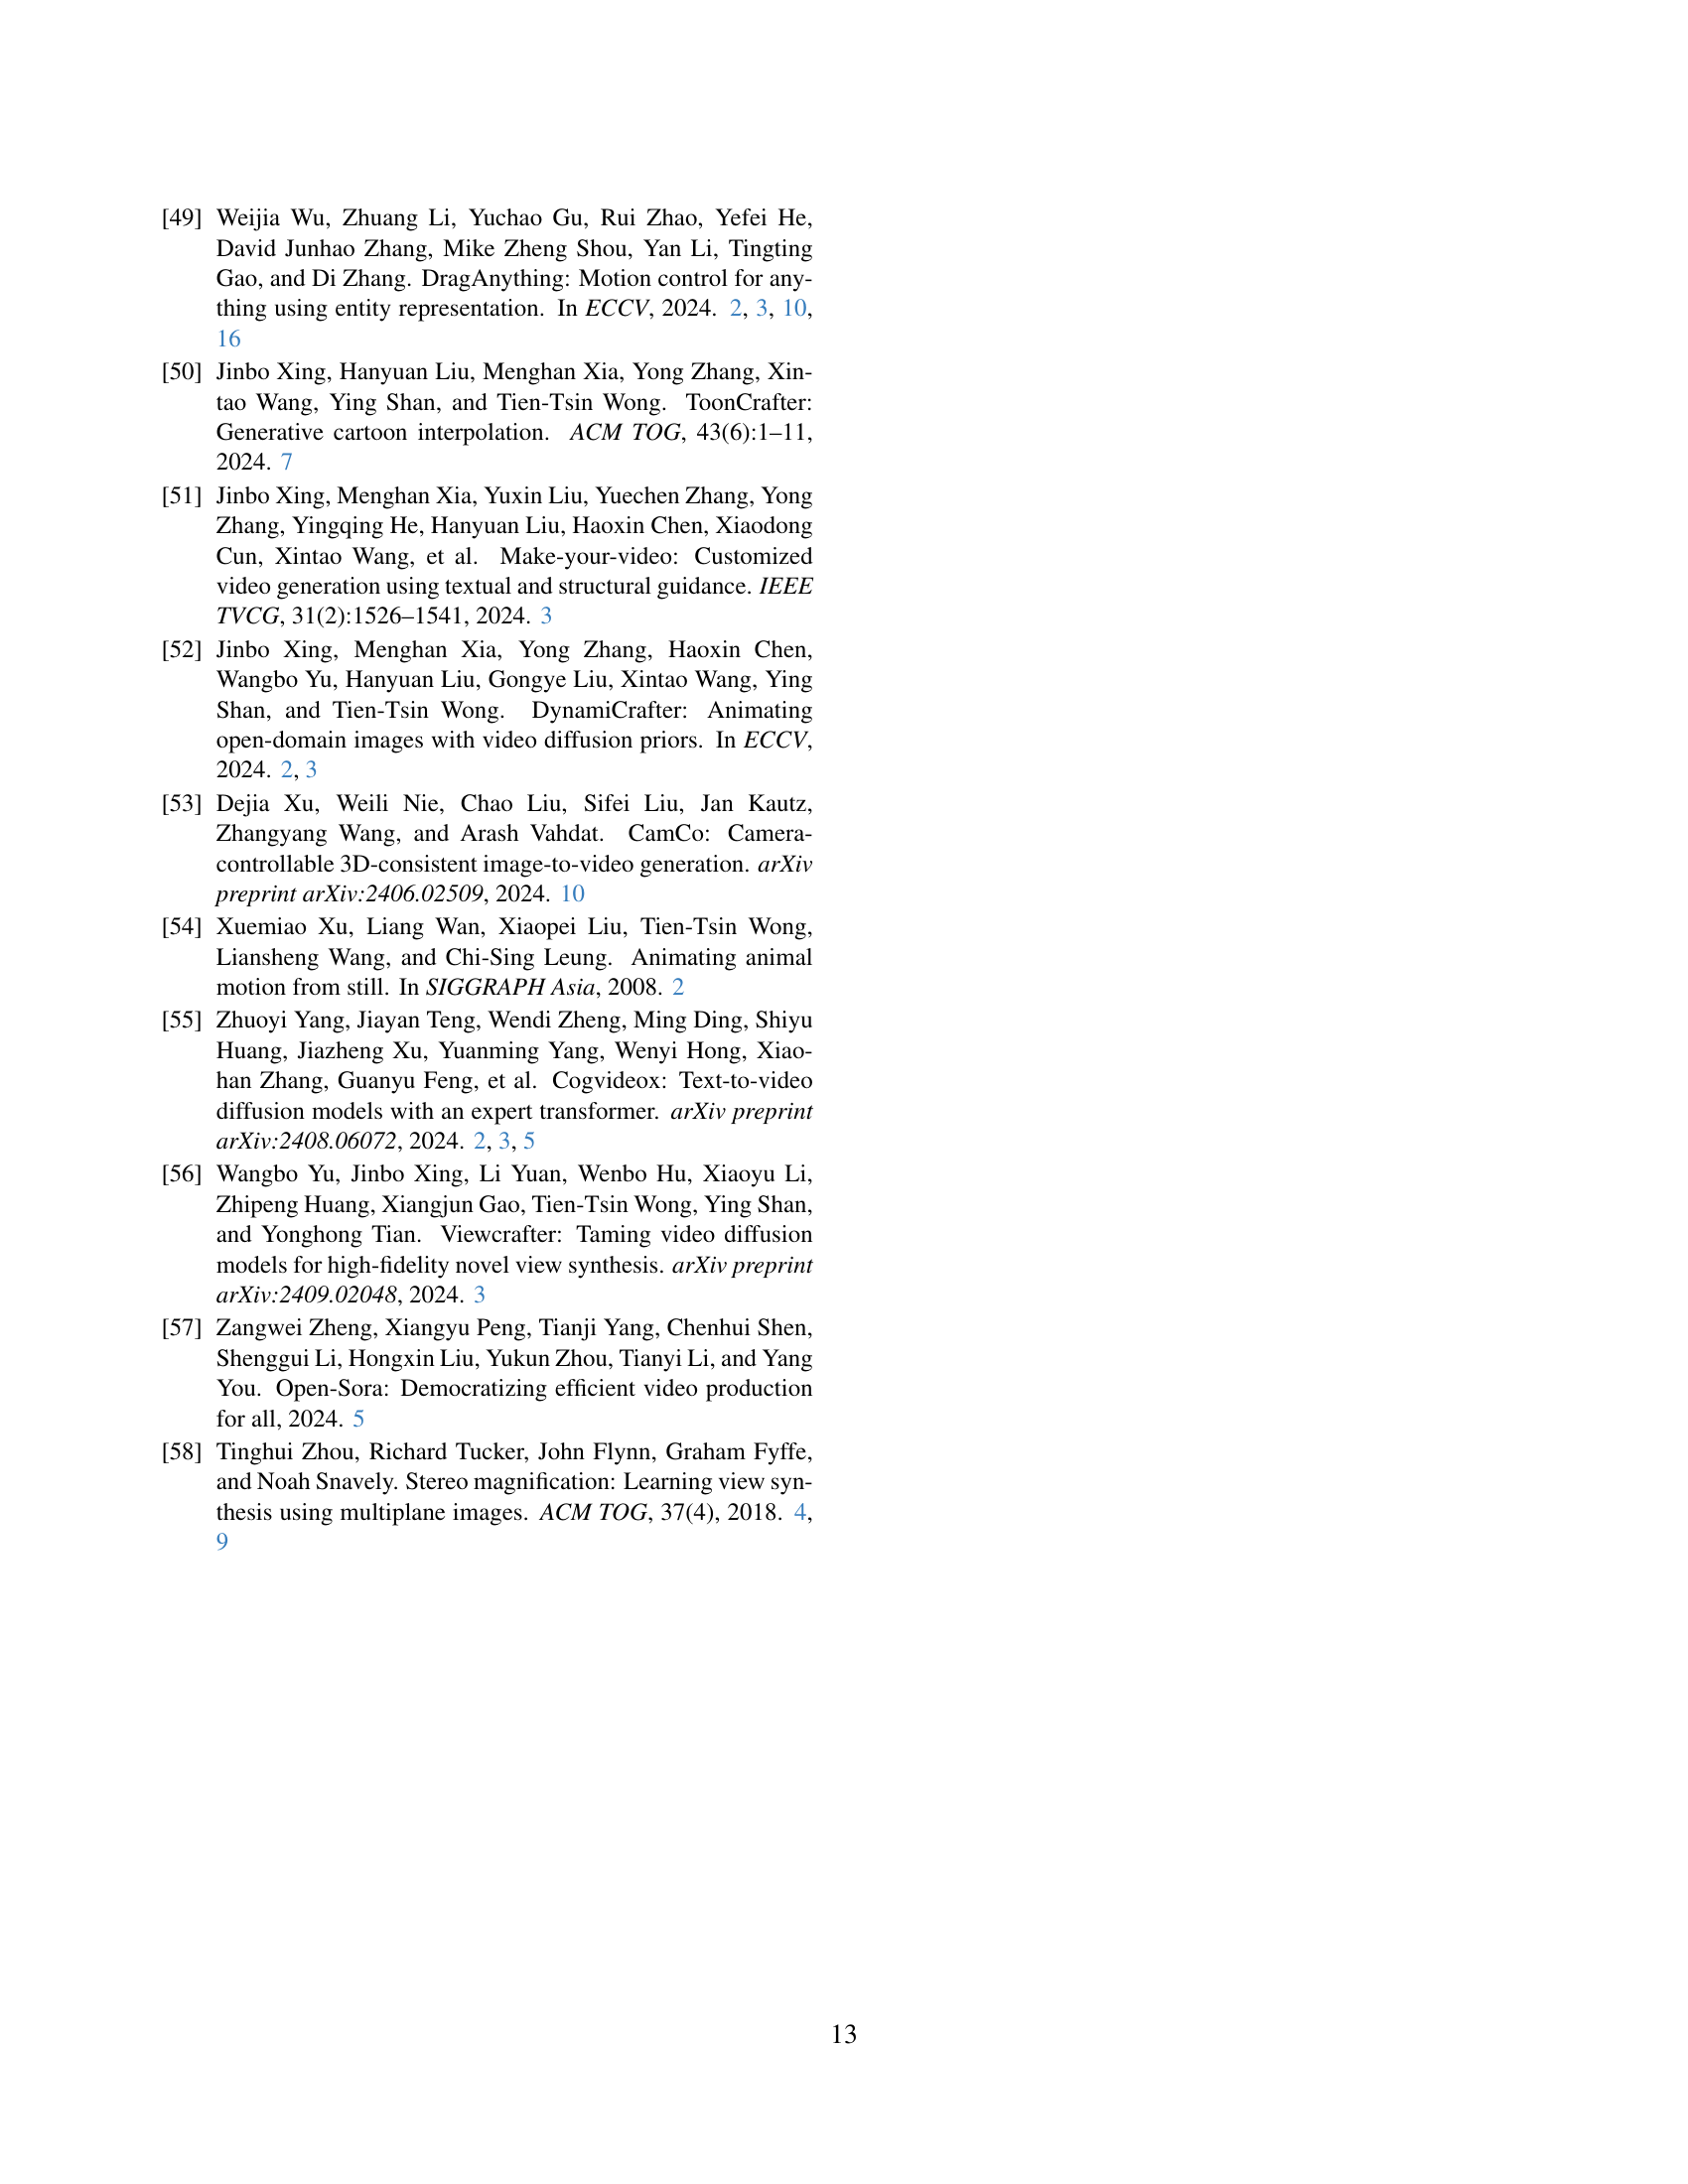 [49] Weijia Wu, Zhuang Li, Yuchao Gu, Rui Zhao, Yefei He,
David Junhao Zhang, Mike Zheng Shou, Yan Li, Tingting
Gao, and Di Zhang. DragAnything: Motion control for any-
thing using entity representation. In ECCV, 2024. 2, 3, 10,
16
[50] Jinbo Xing, Hanyuan Liu, Menghan Xia, Yong Zhang, Xin-
tao Wang, Ying Shan, and Tien-Tsin Wong. ToonCrafter:
Generative cartoon interpolation. ACM TOG, 43(6):1–11,
2024. 7
[51] Jinbo Xing, Menghan Xia, Yuxin Liu, Yuechen Zhang, Yong
Zhang, Yingqing He, Hanyuan Liu, Haoxin Chen, Xiaodong
Cun, Xintao Wang, et al. Make-your-video: Customized
video generation using textual and structural guidance. IEEE
TVCG, 31(2):1526–1541, 2024. 3
[52] Jinbo Xing, Menghan Xia, Yong Zhang, Haoxin Chen,
Wangbo Yu, Hanyuan Liu, Gongye Liu, Xintao Wang, Ying
Shan, and Tien-Tsin Wong. DynamiCrafter: Animating
open-domain images with video diffusion priors. In ECCV,
2024. 2, 3
[53] Dejia Xu, Weili Nie, Chao Liu, Sifei Liu, Jan Kautz,
Zhangyang Wang, and Arash Vahdat. CamCo: Camera-
controllable 3D-consistent image-to-video generation. arXiv
preprint arXiv:2406.02509, 2024. 10
[54] Xuemiao Xu, Liang Wan, Xiaopei Liu, Tien-Tsin Wong,
Liansheng Wang, and Chi-Sing Leung. Animating animal
motion from still. In SIGGRAPH Asia, 2008. 2
[55] Zhuoyi Yang, Jiayan Teng, Wendi Zheng, Ming Ding, Shiyu
Huang, Jiazheng Xu, Yuanming Yang, Wenyi Hong, Xiao-
han Zhang, Guanyu Feng, et al. Cogvideox: Text-to-video
diffusion models with an expert transformer. arXiv preprint
arXiv:2408.06072, 2024. 2, 3, 5
[56] Wangbo Yu, Jinbo Xing, Li Yuan, Wenbo Hu, Xiaoyu Li,
Zhipeng Huang, Xiangjun Gao, Tien-Tsin Wong, Ying Shan,
and Yonghong Tian. Viewcrafter: Taming video diffusion
models for high-fidelity novel view synthesis. arXiv preprint
arXiv:2409.02048, 2024. 3
[57] Zangwei Zheng, Xiangyu Peng, Tianji Yang, Chenhui Shen,
Shenggui Li, Hongxin Liu, Yukun Zhou, Tianyi Li, and Yang
You. Open-Sora: Democratizing efficient video production
for all, 2024. 5
[58] Tinghui Zhou, Richard Tucker, John Flynn, Graham Fyffe,
and Noah Snavely. Stereo magnification: Learning view syn-
thesis using multiplane images. ACM TOG, 37(4), 2018. 4,
9
13